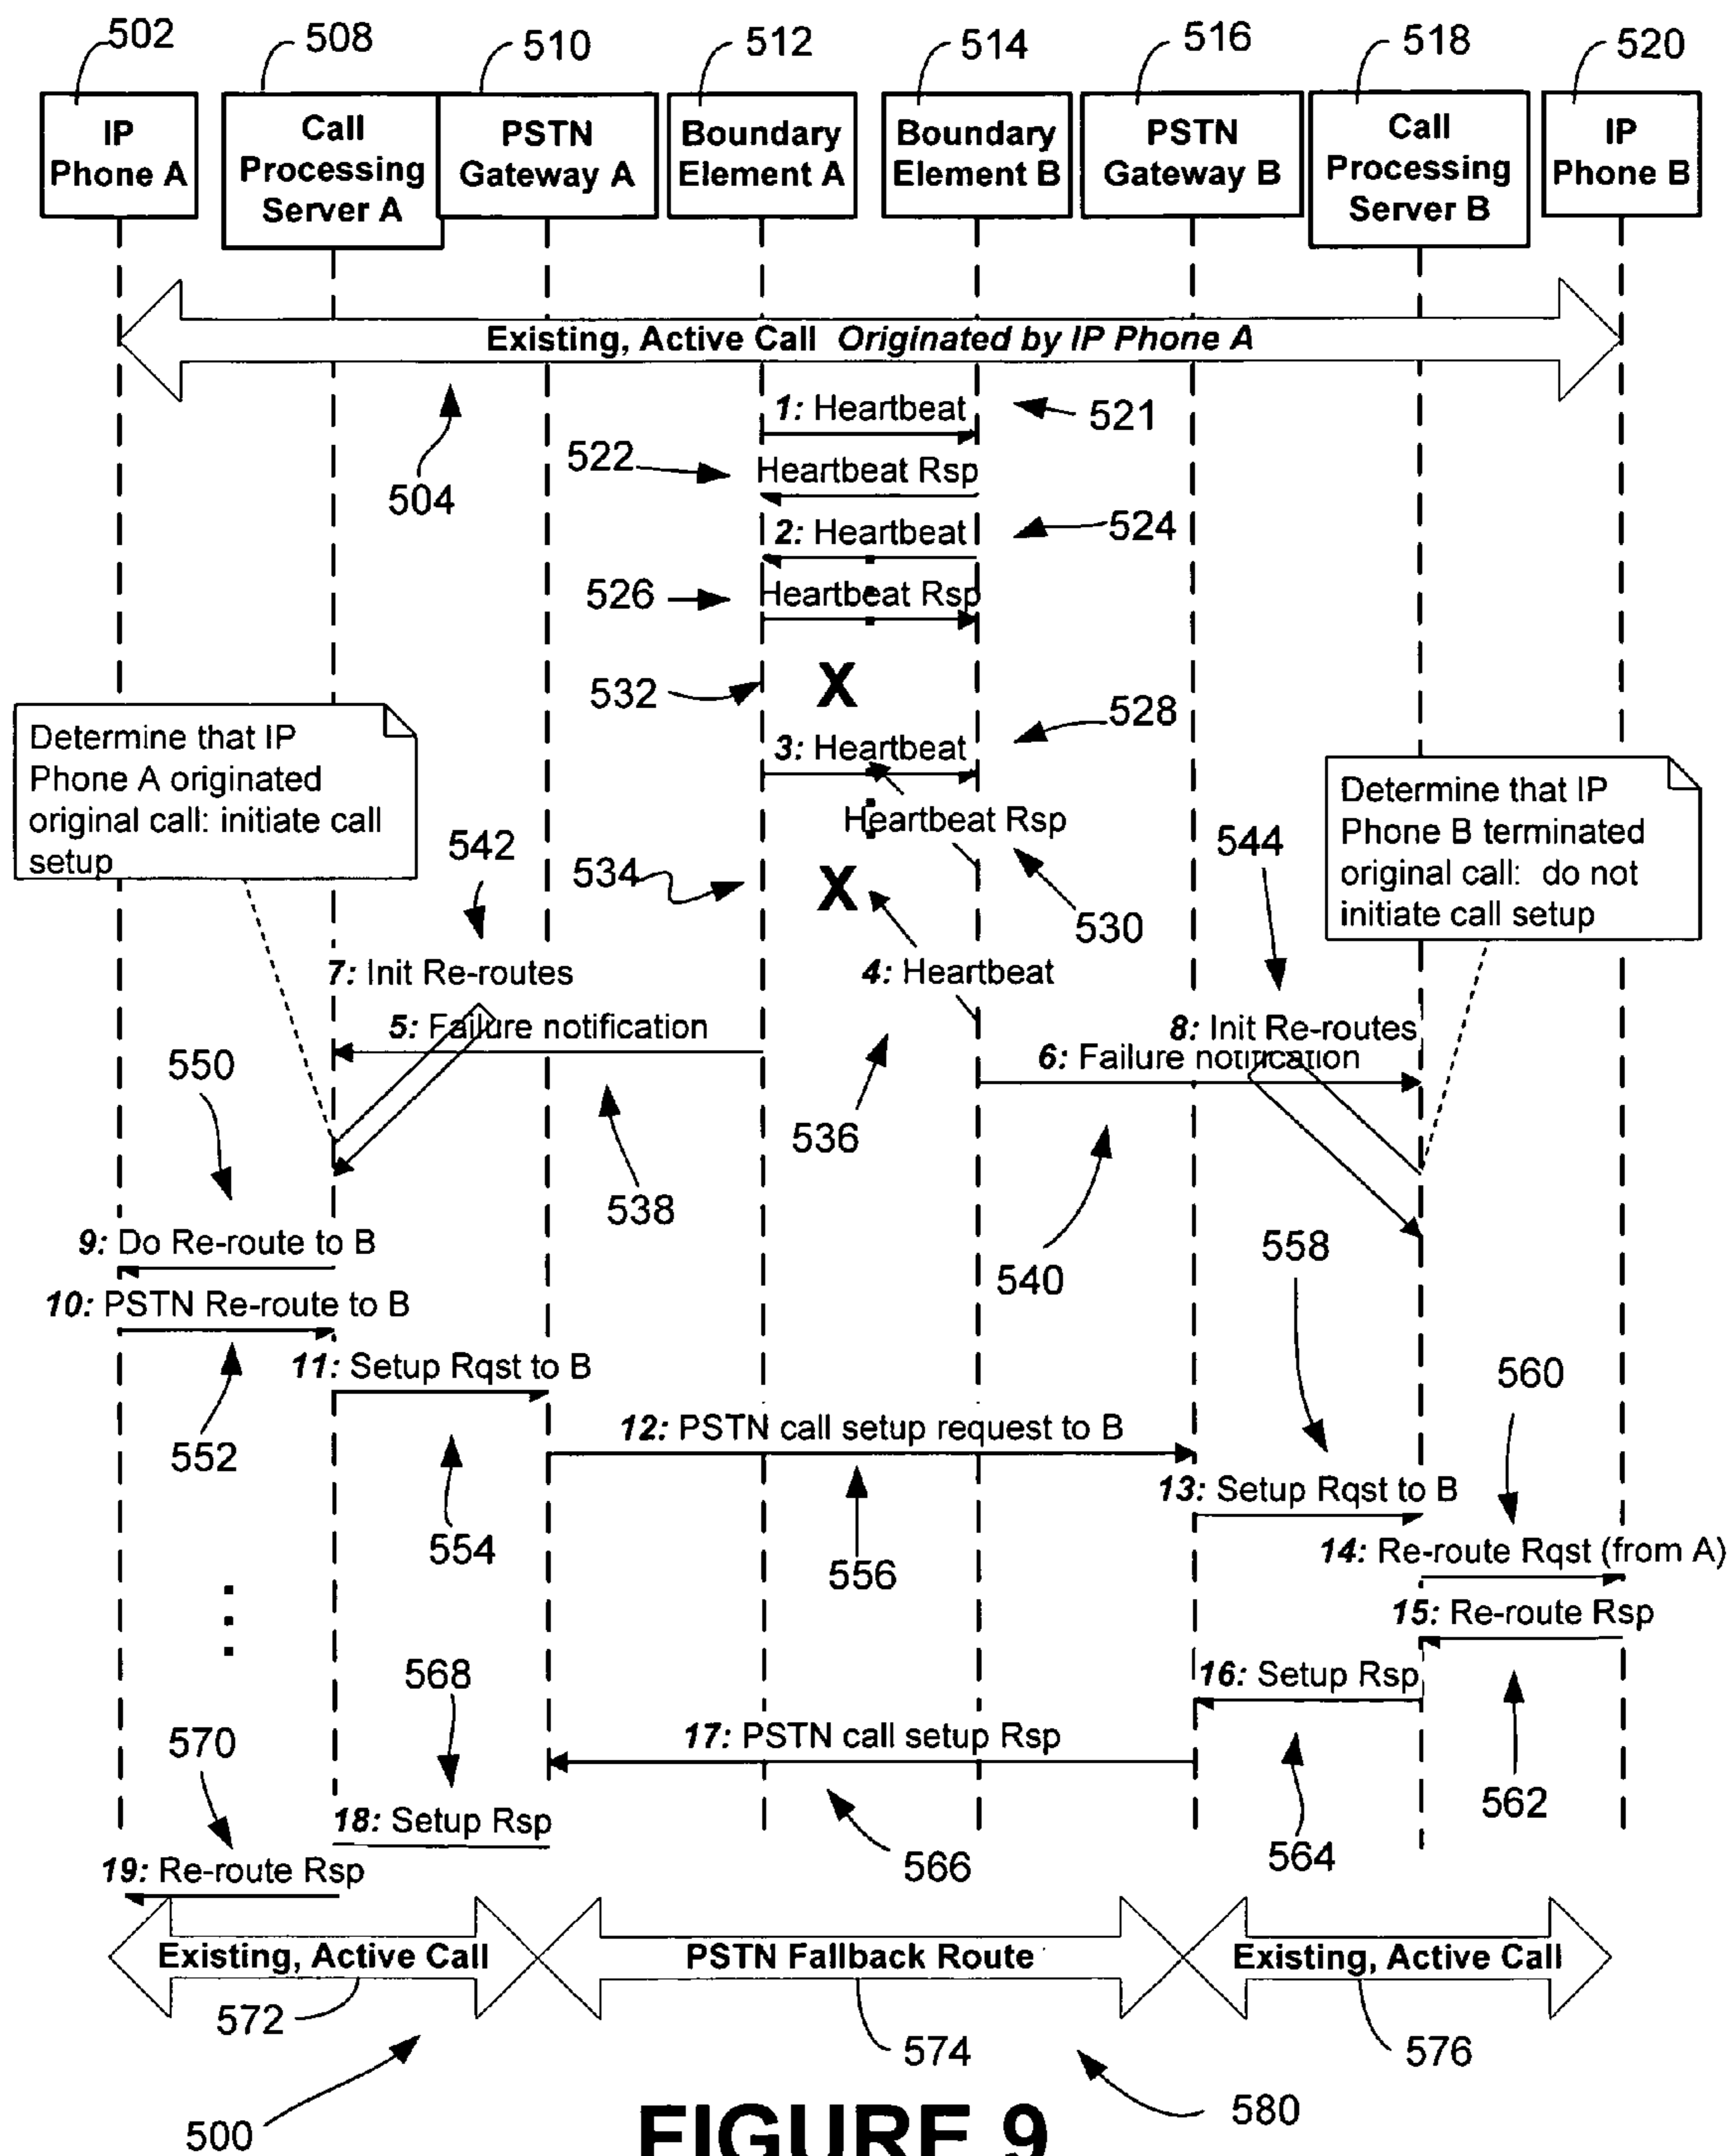 502
508
510
512
514
516
518
520
IP
Phone A
Call
Processing
Server A
PSTN
Gateway A
Boundary
Element A
Boundary
Element B
PSTN
Gateway B
Call
Processing
Server B
IP
Phone B
Existing, Active Call Originated by IP Phone A
1: Heartbeat
521
522
Heartbeat Rsp
504
2: Heartbeat
524
526
Heartbeat Rsp
532
X
528
3: Heartbeat
Determine that IP
Phone A originated
original call: initiate call
setup
Determine that IP
Phone B terminated
original call: do not
initiate call setup
Heartbeat Rsp
542
544
534
X
530
7: Init Re-routes
4: Heartbeat
5: Failure notification
8: Init Re-routes
6: Failure notification
550
536
538
540
558
9: Do Re-route to B
10: PSTN Re-route to B
11: Setup Rqst to B
560
552
12: PSTN call setup request to B
13: Setup Rqst to B
554
556
14: Re-route Rqst (from A)
15: Re-route Rsp
568
16: Setup Rsp
570
17: PSTN call setup Rsp
562
18: Setup Rsp
566
564
19: Re-route Rsp
Existing, Active Call
PSTN Fallback Route
Existing, Active Call
572
574
576
500
580
FIGURE 9